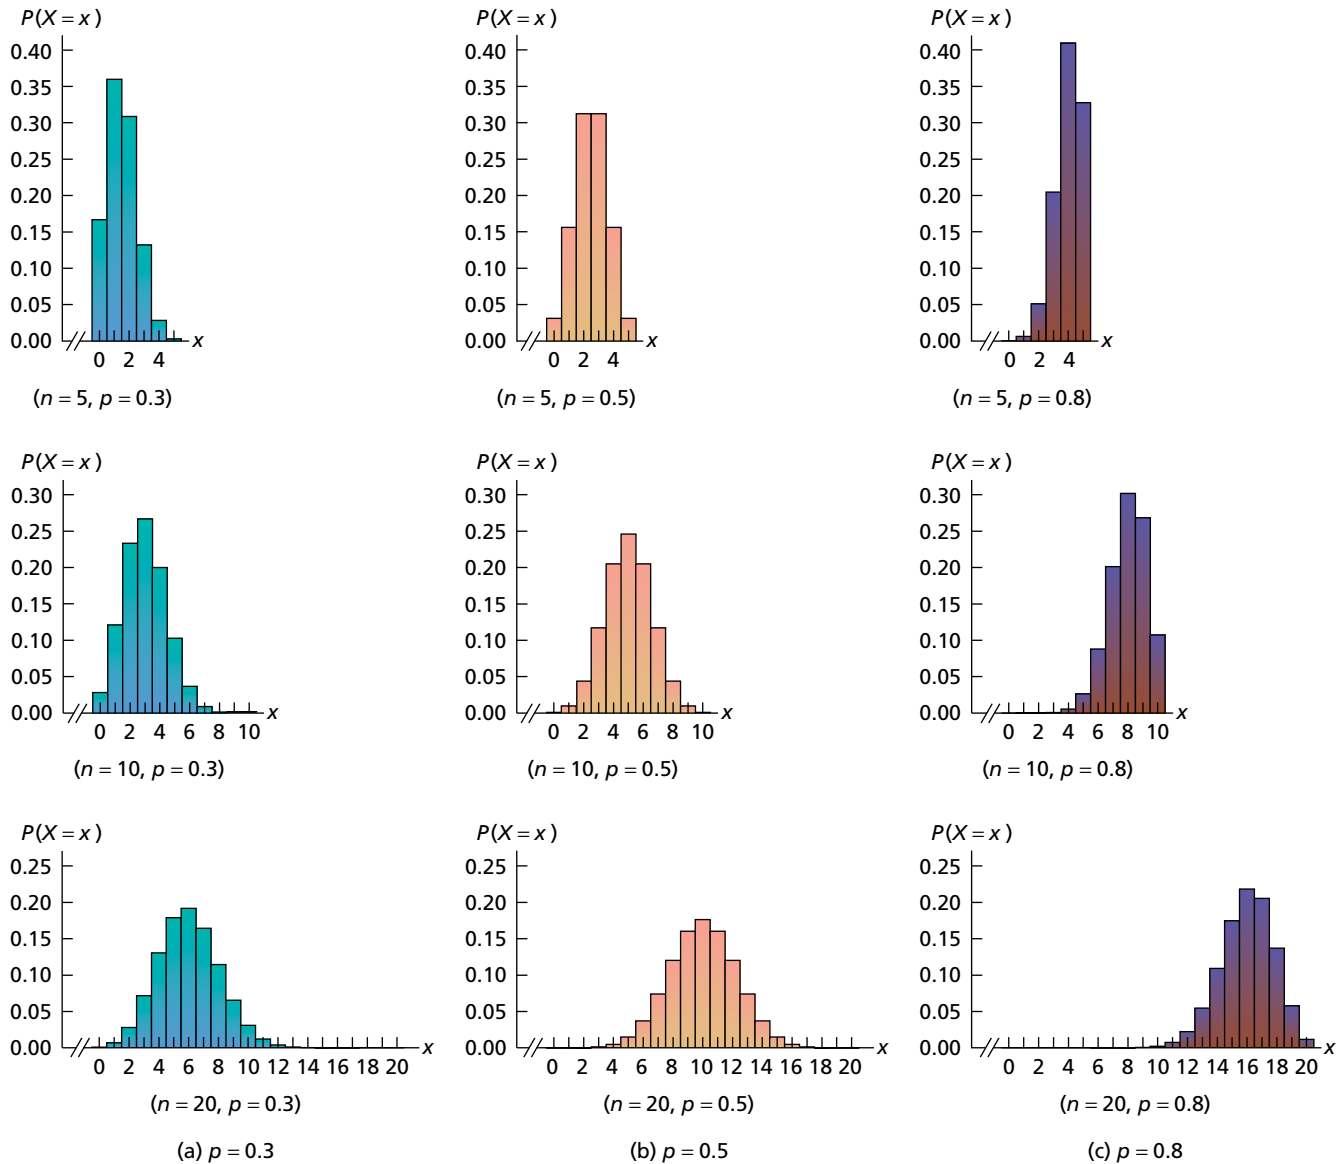 P(X = x) P(X = x) P(X = x)
0.40 0.40 0.40
0.35 0.35 0.35
0.30 0.30 0.30
0.25 0.25 0.25
0.20 0.20 0.20
0.15 0.15 0.15
0.10 0.10 0.10
0.05 0.05 0.05
0.00 x 0.00 x 0.00 x
0 2 4 0 2 4 0 2 4
(n = 5, p = 0.3) (n = 5, p = 0.5) (n = 5, p = 0.8)
P(X = x) P(X = x) P(X = x)
0.30 0.30 0.30
0.25 0.25 0.25
0.20 0.20 0.20
0.15 0.15 0.15
0.10 0.10 0.10
0.05 0.05 0.05
0.00 x 0.00 x 0.00 x
0 2 4 6 8 10 0 2 4 6 8 10 0 2 4 6 8 10
(n = 10, p = 0.3) (n = 10, p = 0.5) (n = 10, p = 0.8)
P(X = x) P(X = x) P(X = x)
0.25 0.25 0.25
0.20 0.20 0.20
0.15 0.15 0.15
0.10 0.10 0.10
0.05 0.05 0.05
0.00 x 0.00 x 0.00 x
0 2 4 6 8 10 12 14 16 18 20 0 2 4 6 8 10 12 14 16 18 20 0 2 4 6 8 10 12 14 16 18 20
(n = 20, p = 0.3) (n = 20, p = 0.5) (n = 20, p = 0.8)
(a) p = 0.3 (b) p = 0.5 (c) p = 0.8